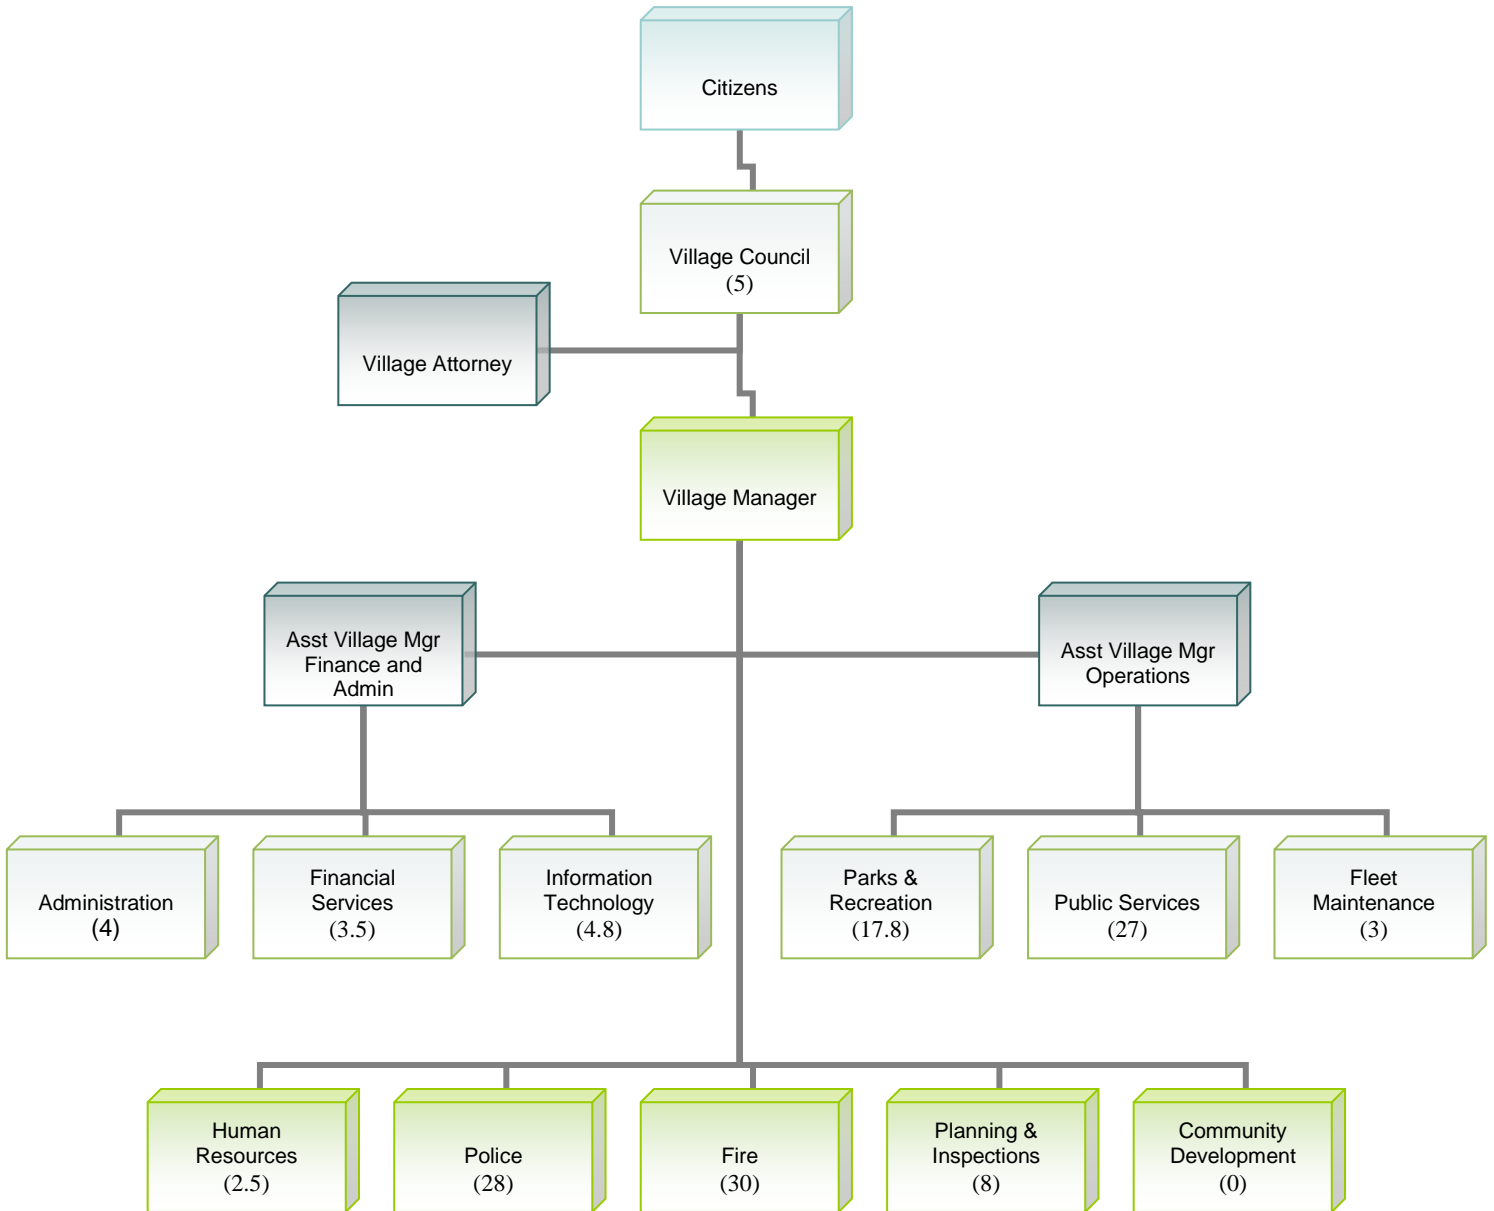 Citizens
Village Council
(5)
Village Attorney
Village Manager
Asst Village Mgr
Finance and
Admin
Asst Village Mgr
Operations
Administration
(4)
Financial
Services
(3.5)
Information
Technology
(4.8)
Parks &
Recreation
(17.8)
Public Services
(27)
Fleet
Maintenance
(3)
Human
Resources
(2.5)
Police
(28)
Fire
(30)
Planning &
Inspections
(8)
Community
Development
(0)